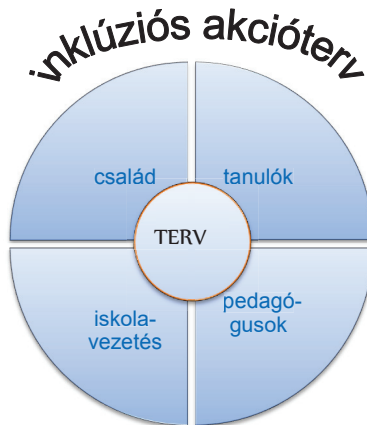 inklúziós akcióterv
család
tanulók
TERV
iskola-
vezetés
pedagó-
gusok